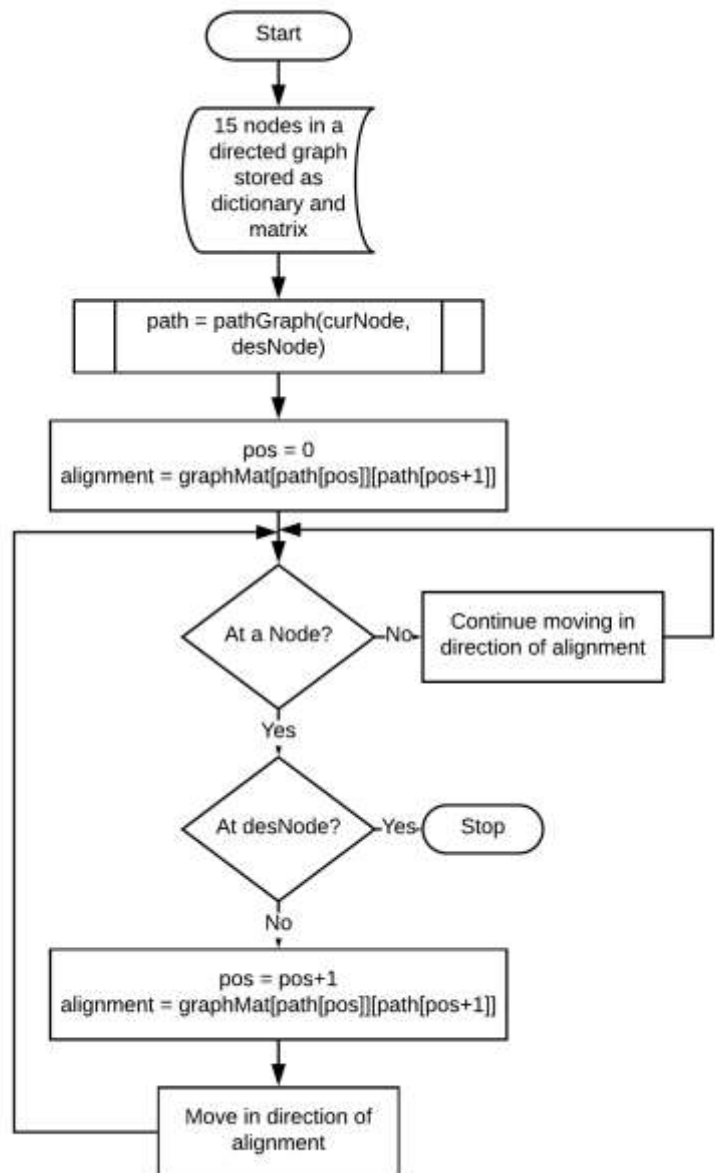 Start
15 nodes in a
directed graph
stored as
dictionary and
matrix
path = pathGraph(curNode,
desNode)
pos = 0
alignment = graphMat[path[pos]][path[pos+1]]
At a Node?
No
Continue moving in
direction of alignment
Yes
At desNode?
Yes
Stop
No
pos = pos+1
alignment = graphMat[path[pos]][path[pos+1]]
Move in direction of
alignment